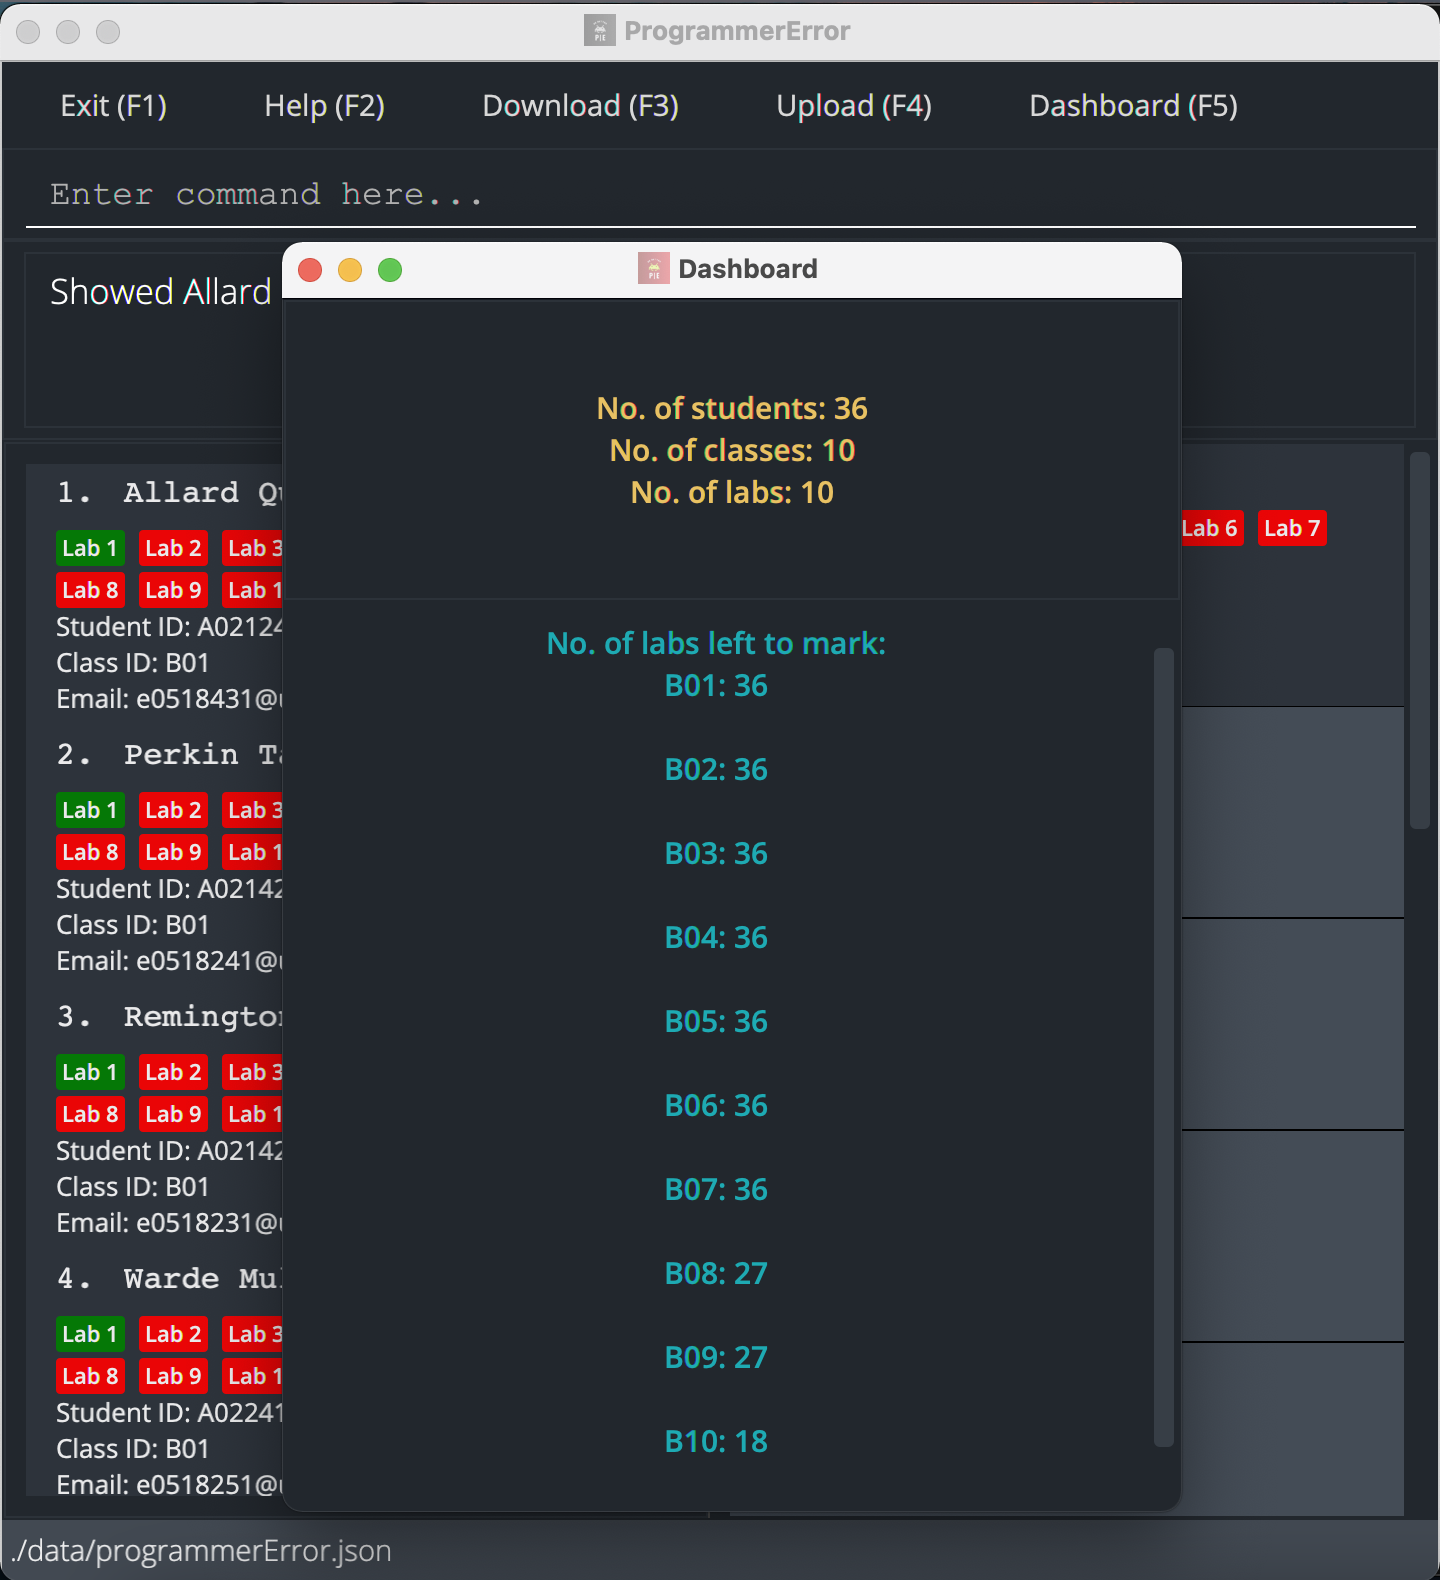 ProgrammerError
Exit (F1) Help (F2) Download (F3) Upload (F4) Dashboard (F5)
Enter command here...
Showed Allard
Dashboard
No. of students: 36
No. of classes: 10
No. of labs: 10
No. of labs left to mark:
B01: 36
B02: 36
B03: 36
B04: 36
B05: 36
B06: 36
B07: 36
B08: 27
B09: 27
B10: 18
1. Allard
Lab 1 Lab 2 Lab 3
Lab 8 Lab 9 Lab
Student ID: A02124
Class ID: B01
Email: e0518431@
2. Perkin
Lab 1 Lab 2 Lab 3
Lab 8 Lab 9 Lab
Student ID: A02142
Class ID: B01
Email: e0518241@
3. Remington
Lab 1 Lab 2 Lab 3
Lab 8 Lab 9 Lab
Student ID: A02142
Class ID: B01
Email: e0518231@
4. Warde
Lab 1 Lab 2 Lab 3
Lab 8 Lab 9 Lab
Student ID: A02241
Class ID: B01
Email: e0518251@
Lab 6 Lab 7
./data/programmerError.json